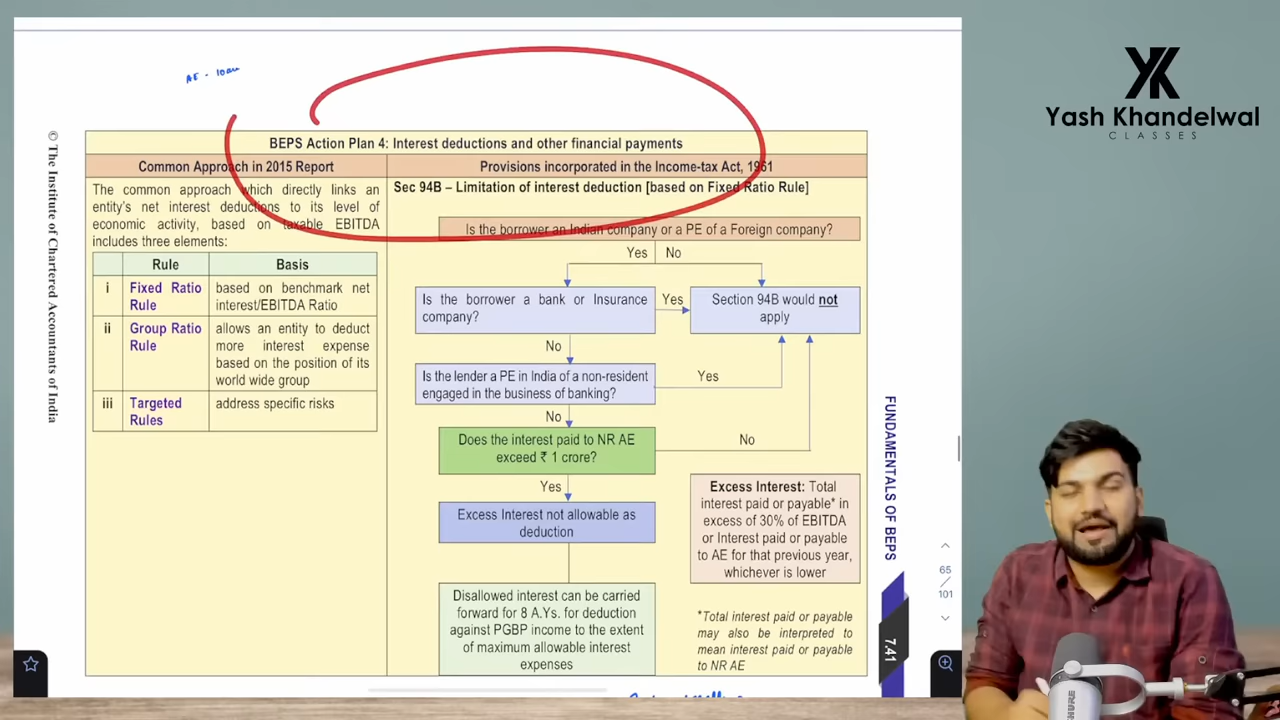 AE - loan
© The Institute of Chartered Accountants of India
BEPS Action Plan 4: Interest deductions and other financial payments
Common Approach in 2015 Report
The common approach which directly links an
entity's net interest deductions to its level of
economic activity, based on taxable EBITDA
includes three elements:
Rule
Basis
i
Fixed Ratio
Rule
based on benchmark net
interest/EBITDA Ratio
ii
Group Ratio
Rule
allows an entity to deduct
more interest expense
based on the position of its
world wide group
iii
Targeted
Rules
address specific risks
Provisions incorporated in the Income-tax Act, 1961
Sec 94B – Limitation of interest deduction [based on Fixed Ratio Rule]
Is the borrower an Indian company or a PE of a Foreign company?
Yes
No
Is the borrower a bank or Insurance
company?
Yes
Section 94B would not
apply
No
Is the lender a PE in India of a non-resident
engaged in the business of banking?
Yes
No
Does the interest paid to NR AE
exceed ₹ 1 crore?
No
Yes
Excess Interest not allowable as
deduction
Excess Interest: Total
interest paid or payable* in
excess of 30% of EBITDA
or Interest paid or payable
to AE for that previous year,
whichever is lower
Disallowed interest can be carried
forward for 8 A.Ys. for deduction
against PGBP income to the extent
of maximum allowable interest
expenses
*Total interest paid or payable
may also be interpreted to
mean interest paid or payable
to NR AE
FUNDAMENTALS OF BEPS
7.41
65
/
101
YK
Yash Khandelwal
CLASSES